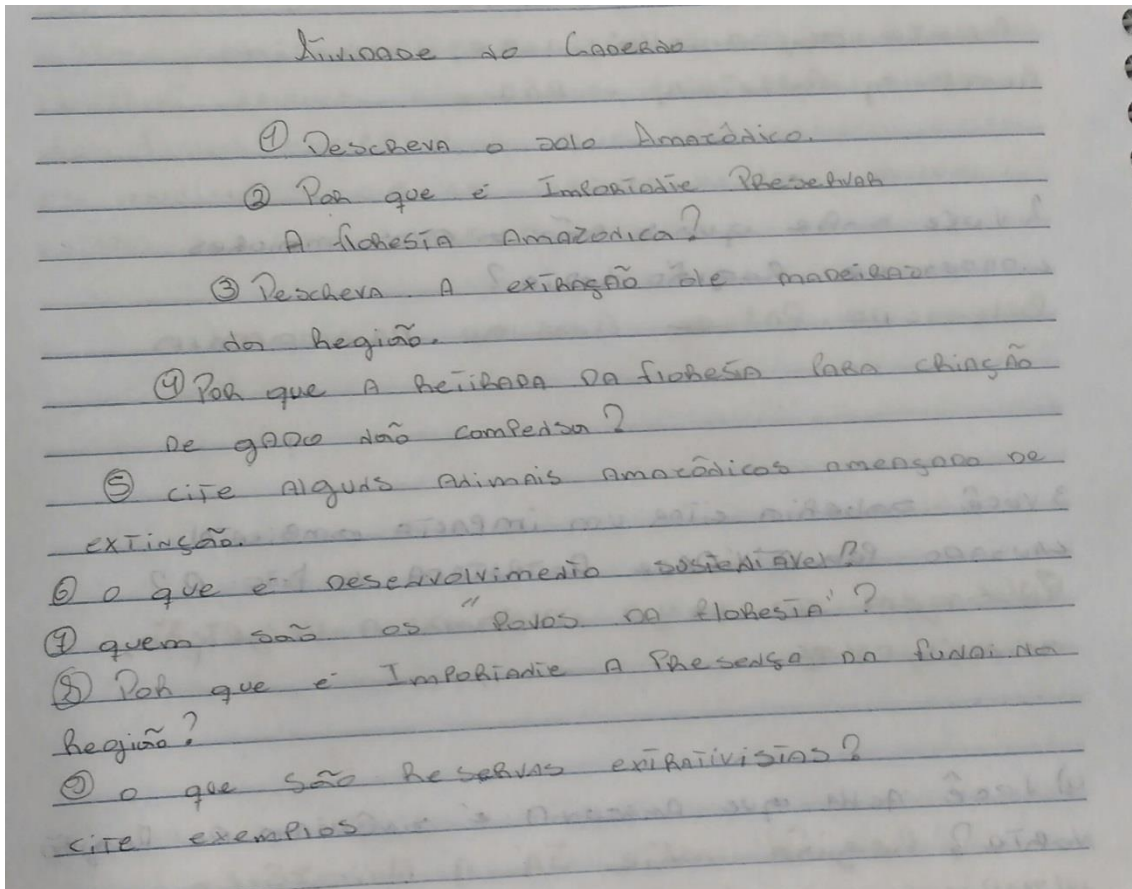 Atividade do Caderno
① Descreva o solo Amazônico.
② Por que é Importante Preservar
A floresta Amazonica?
③ Descreva A extração de madeiras
da Região.
④ Por que A Retirada DA floresta Para criação
De gado não compensa?
⑤ cite Alguns Animais Amazônicos ameaçado De
extinção.
⑥ o que é Desenvolvimento sustentável?
⑦ quem são os "Povos DA floresta"?
⑧ Por que é Importante A Presença DA funai na
Região?
⑨ o que são Reservas extrativistas?
cite exemplos